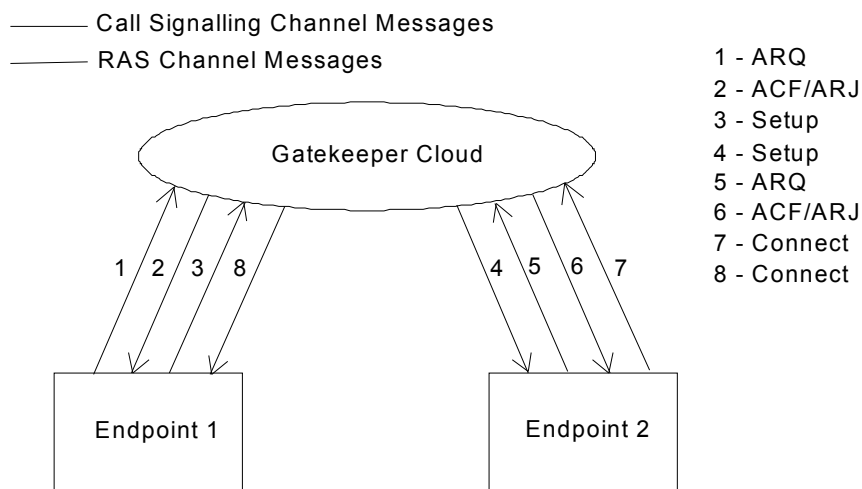 Call Signalling Channel Messages
RAS Channel Messages
1 - ARQ
2 - ACF/ARJ
3 - Setup
4 - Setup
5 - ARQ
6 - ACF/ARJ
7 - Connect
8 - Connect
Gatekeeper Cloud
1 2 3 8 4 5 6 7
Endpoint 1 Endpoint 2